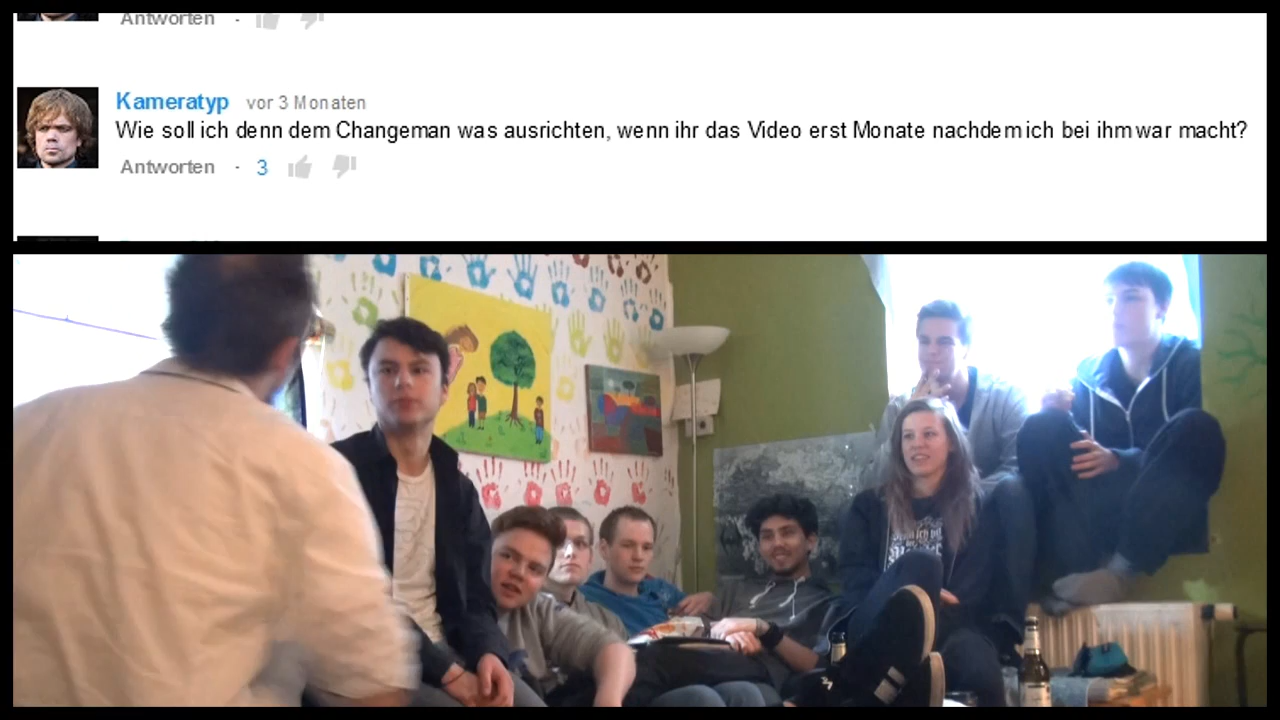 Antworten ·
Kameratyp vor 3 Monaten
Wie soll ich denn dem Changeman was ausrichten, wenn ihr das Video erst Monate nachdem ich bei ihm war macht?
Antworten · 3